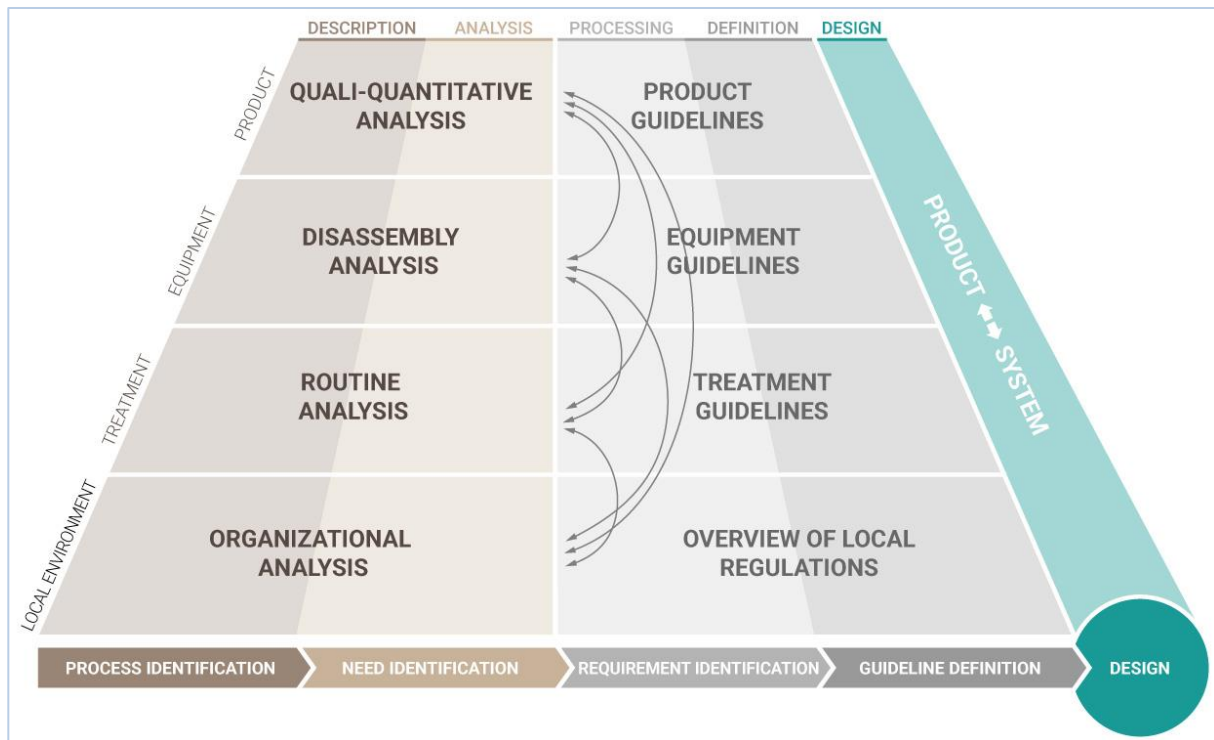 DESCRIPTION ANALYSIS PROCESSING DEFINITION DESIGN
PRODUCT
QUALI-QUANTITATIVE
ANALYSIS
PRODUCT
GUIDELINES
EQUIPMENT
DISASSEMBLY
ANALYSIS
EQUIPMENT
GUIDELINES
TREATMENT
ROUTINE
ANALYSIS
TREATMENT
GUIDELINES
LOCAL ENVIRONMENT
ORGANIZATIONAL
ANALYSIS
OVERVIEW OF LOCAL
REGULATIONS
PRODUCT SYSTEM
PROCESS IDENTIFICATION NEED IDENTIFICATION REQUIREMENT IDENTIFICATION GUIDELINE DEFINITION DESIGN